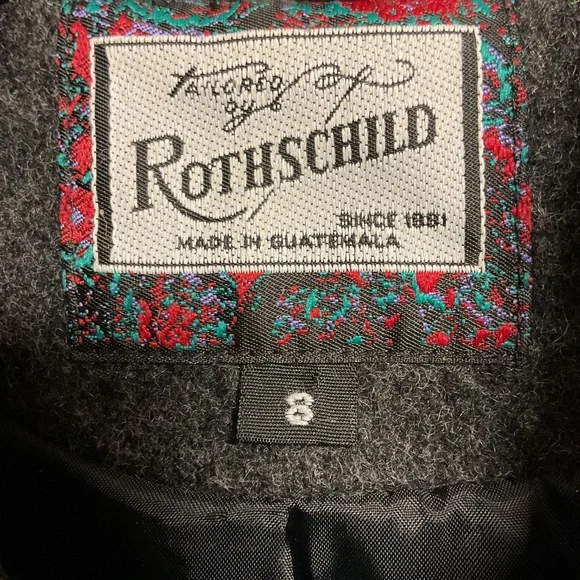 TAILORED
by
ROTHSCHILD
SINCE 1881
MADE IN GUATEMALA
8